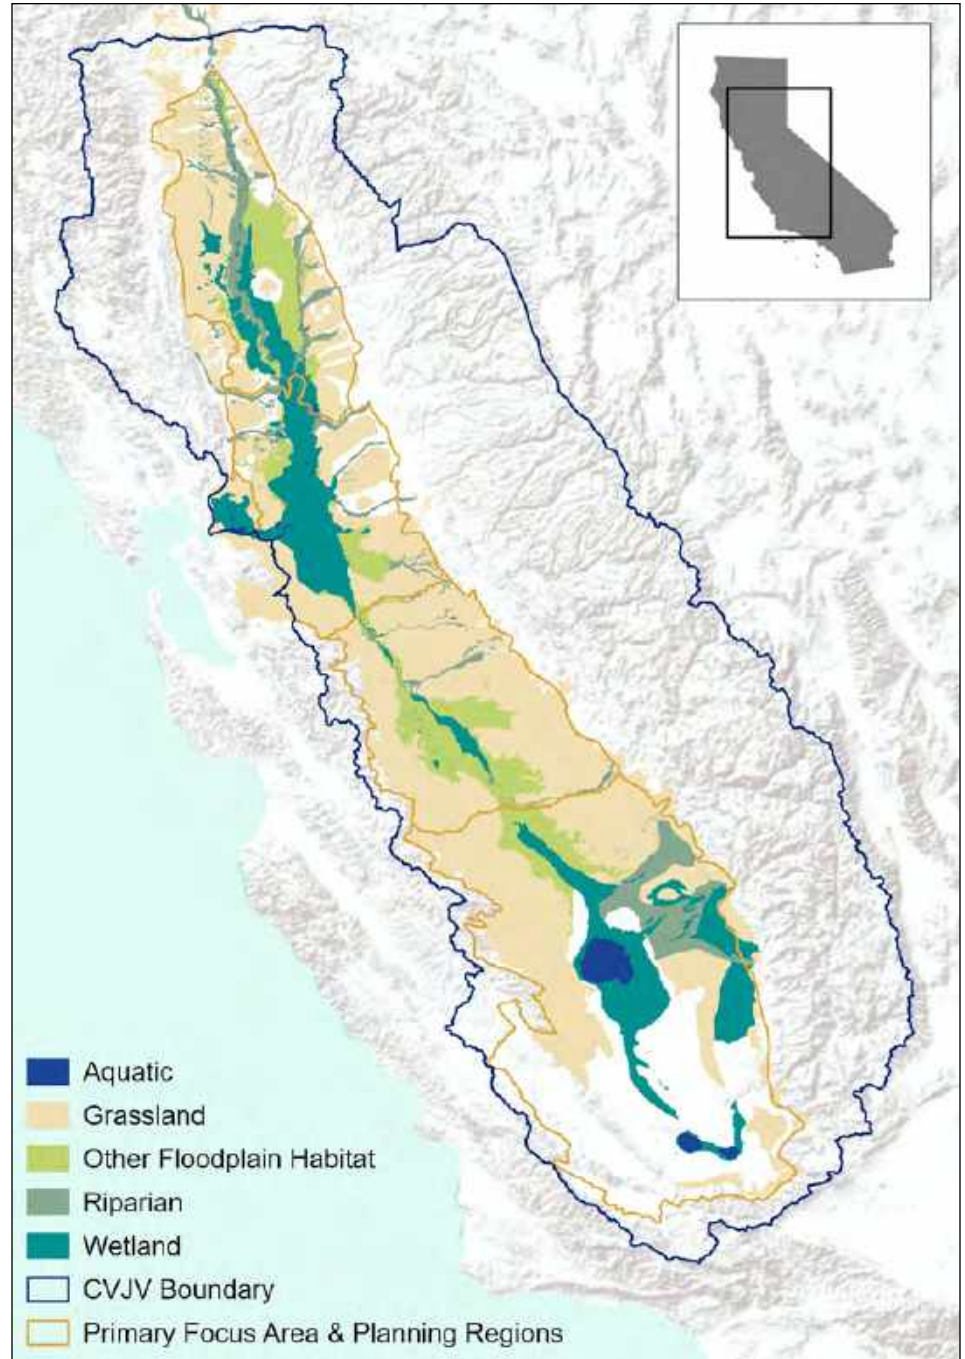 Aquatic
Grassland
Other Floodplain Habitat
Riparian
Wetland
CVJV Boundary
Primary Focus Area & Planning Regions